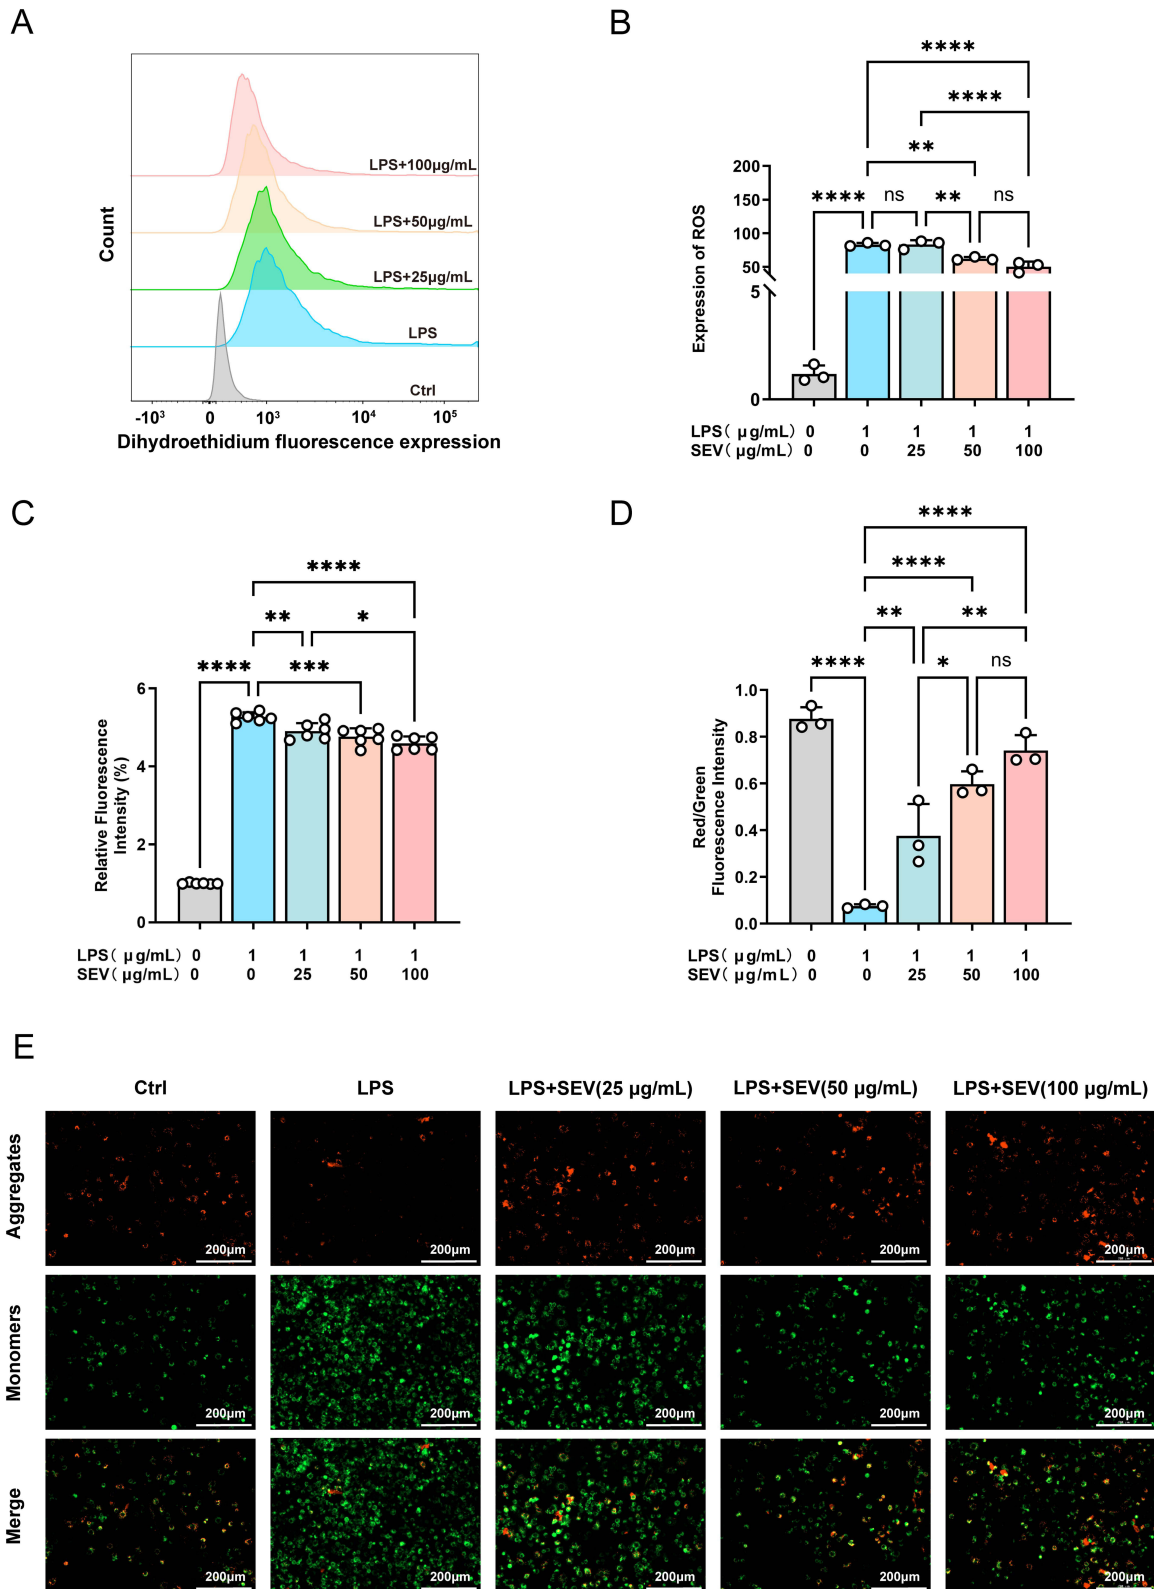 A
LPS+100μg/mL
LPS+50μg/mL
LPS+25μg/mL
LPS
Ctrl
Count
-10³ 0 10³ 10⁴ 10⁵
Dihydroethidium fluorescence expression
B
****
****
**
**** ns ** ns
200
150
100
50
5
0
Expression of ROS
LPS( μg/mL) 0 1 1 1 1
SEV( μg/mL) 0 0 25 50 100
C
****
** *
**** ***
6
4
2
0
Relative Fluorescence
Intensity (%)
LPS( μg/mL) 0 1 1 1 1
SEV( μg/mL) 0 0 25 50 100
D
****
****
** **
**** * ns
1.0
0.8
0.6
0.4
0.2
0.0
Red/Green
Fluorescence Intensity
LPS( μg/mL) 0 1 1 1 1
SEV( μg/mL) 0 0 25 50 100
E
Ctrl LPS LPS+SEV(25 μg/mL) LPS+SEV(50 μg/mL) LPS+SEV(100 μg/mL)
Aggregates
200μm 200μm 200μm 200μm 200μm
Monomers
200μm 200μm 200μm 200μm 200μm
Merge
200μm 200μm 200μm 200μm 200μm